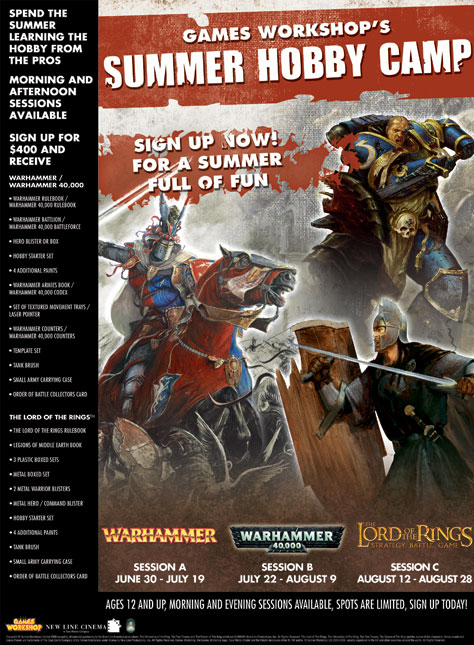 SPEND THE
SUMMER
LEARNING THE
HOBBY FROM
THE PROS
MORNING AND
AFTERNOON
SESSIONS
AVAILABLE
SIGN UP FOR
$400 AND
RECEIVE
WARHAMMER /
WARHAMMER 40,000
• WARHAMMER RULEBOOK /
WARHAMMER 40,000 RULEBOOK
• WARHAMMER BATTALION /
WARHAMMER 40,000 BATTLEFORCE
• HERO BLISTER OR BOX
• HOBBY STARTER SET
• 4 ADDITIONAL PAINTS
• WARHAMMER ARMIES BOOK /
WARHAMMER 40,000 CODEX
• SET OF TEXTURED MOVEMENT TRAYS /
LASER POINTER
• WARHAMMER COUNTERS /
WARHAMMER 40,000 COUNTERS
• TEMPLATE SET
• TANK BRUSH
• SMALL ARMY CARRYING CASE
• ORDER OF BATTLE COLLECTORS CARD
THE LORD OF THE RINGS™
• THE LORD OF THE RINGS RULEBOOK
• LEGIONS OF MIDDLE EARTH BOOK
• 3 PLASTIC BOXED SETS
• METAL BOXED SET
• 2 METAL WARRIOR BLISTERS
• METAL HERO / COMMAND BLISTER
• HOBBY STARTER SET
• 4 ADDITIONAL PAINTS
• TANK BRUSH
• SMALL ARMY CARRYING CASE
• ORDER OF BATTLE COLLECTORS CARD
GAMES WORKSHOP'S
SUMMER HOBBY CAMP
SIGN UP NOW!
FOR A SUMMER
FULL OF FUN
WARHAMMER
SESSION A
JUNE 30 - JULY 19
WARHAMMER
40,000
SESSION B
JULY 22 - AUGUST 9
THE
LORD OF THE RINGS
STRATEGY BATTLE GAME
SESSION C
AUGUST 12 - AUGUST 28
AGES 12 AND UP, MORNING AND EVENING SESSIONS AVAILABLE, SPOTS ARE LIMITED, SIGN UP TODAY!
GAMES
WORKSHOP
NEW LINE CINEMA